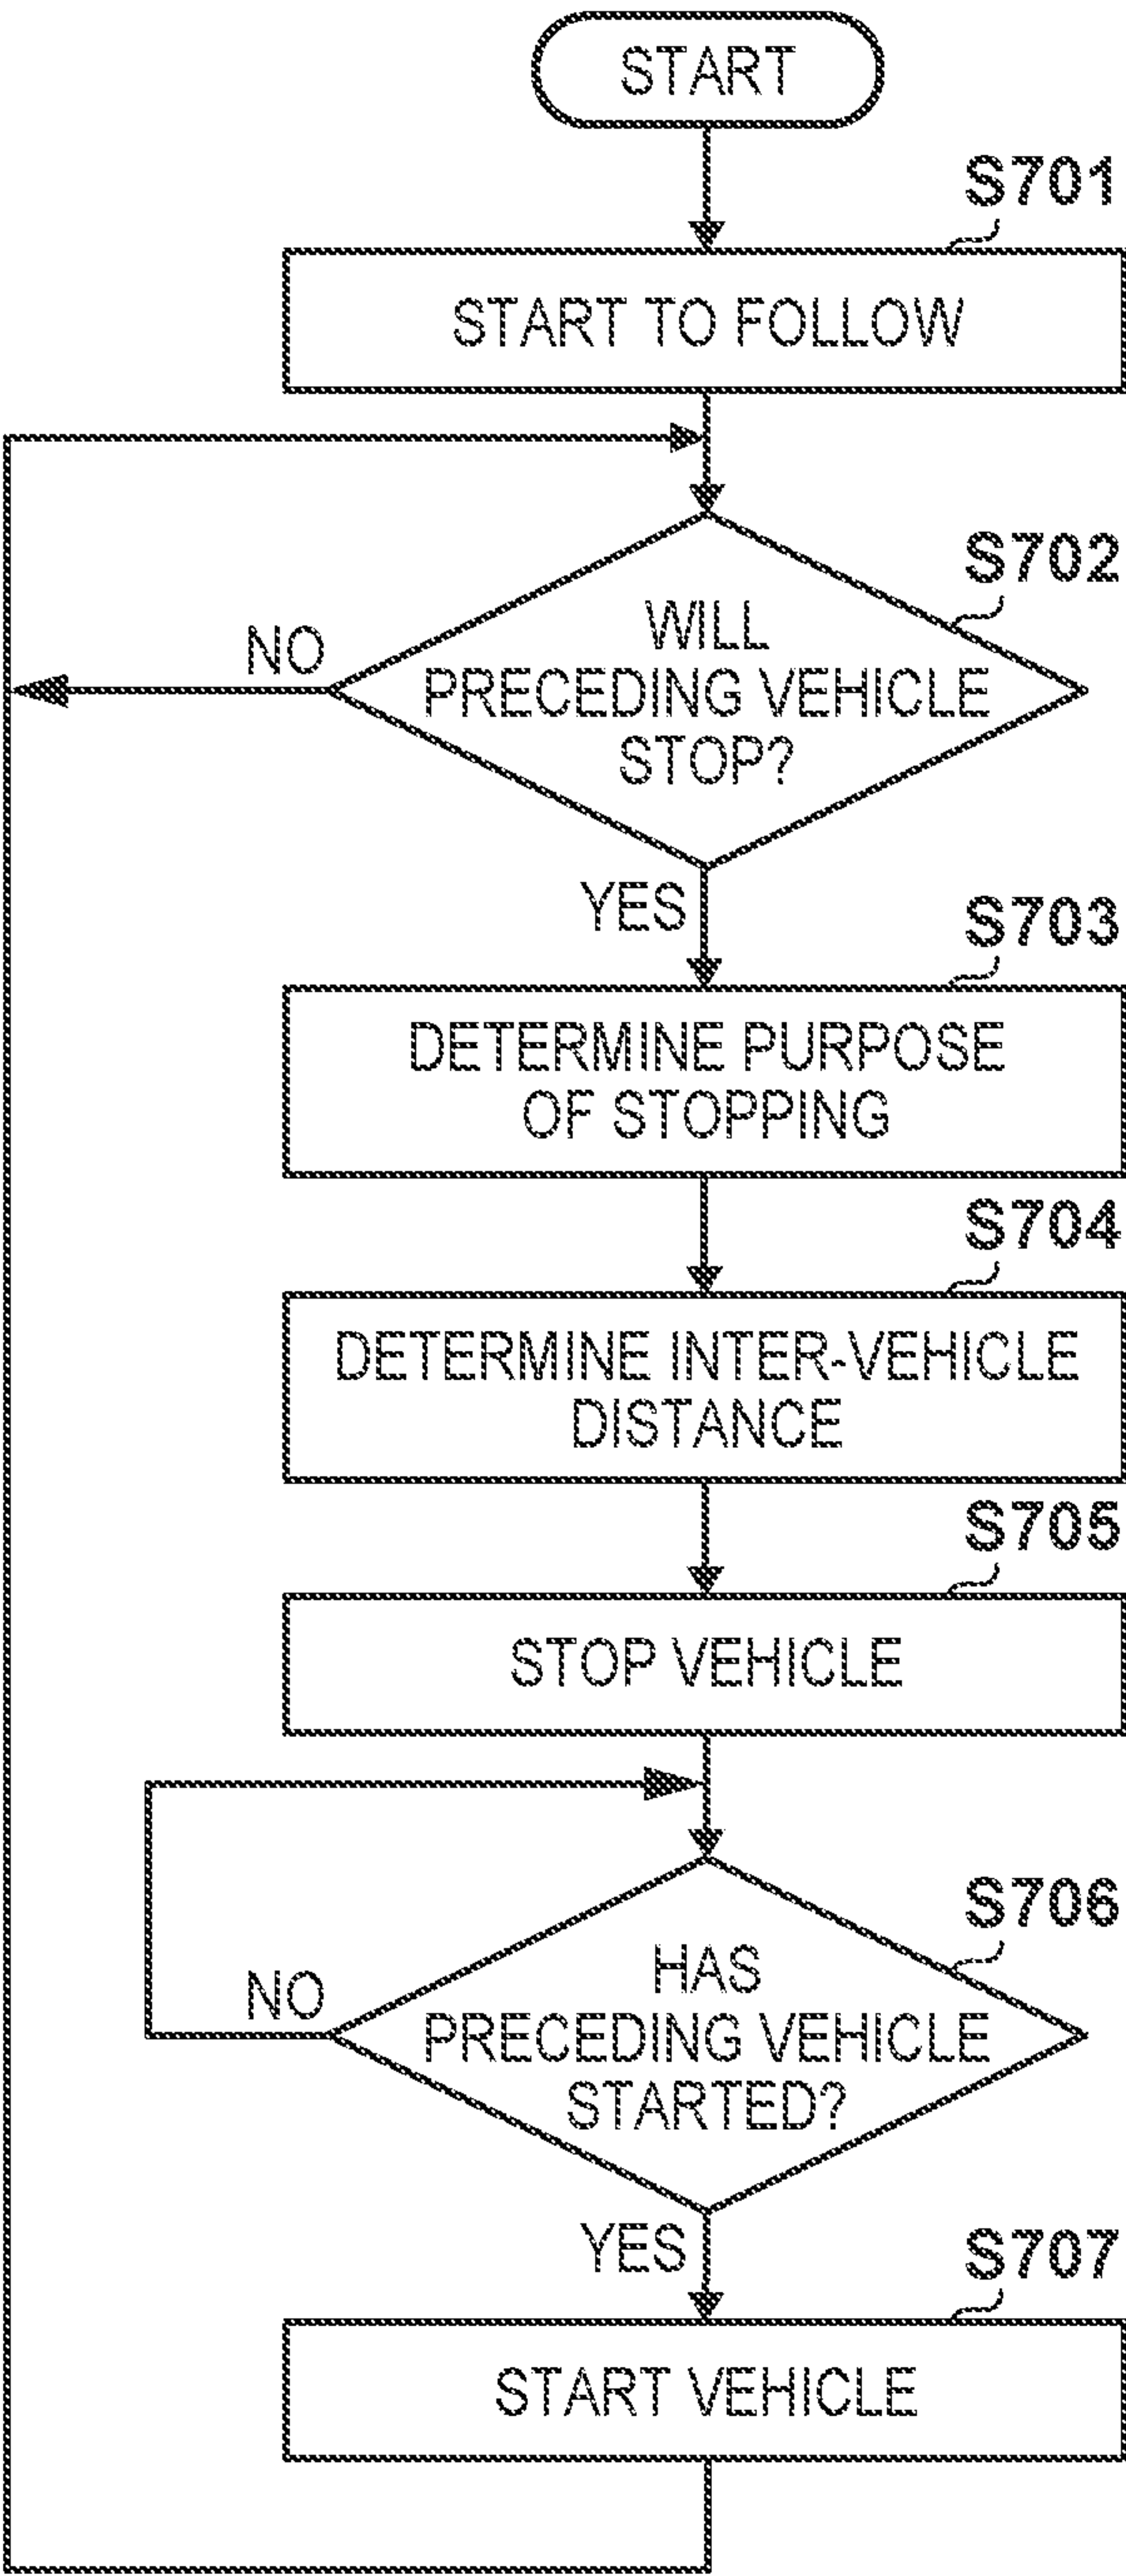 START
S701
START TO FOLLOW
S702
WILL
PRECEDING VEHICLE
STOP?
NO
YES
S703
DETERMINE PURPOSE
OF STOPPING
S704
DETERMINE INTER-VEHICLE
DISTANCE
S705
STOP VEHICLE
S706
HAS
PRECEDING VEHICLE
STARTED?
NO
YES
S707
START VEHICLE